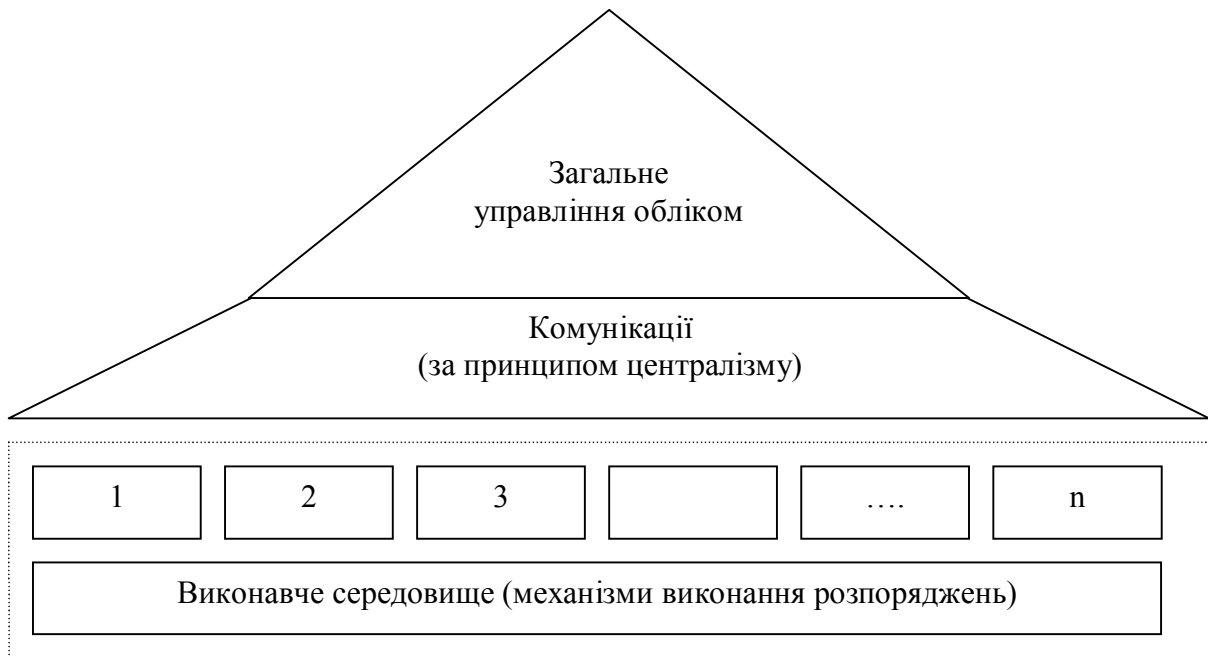 Загальне
управління обліком
Комунікації
(за принципом централізму)
1 2 3 …. n
Виконавче середовище (механізми виконання розпоряджень)